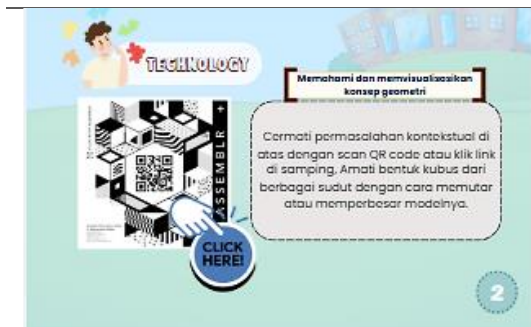 TECHNOLOGY
Memahami dan memvisualisasikan
konsep geometri
Cermati permasalahan kontekstual di
atas dengan scan QR code atau klik link
di samping, Amati bentuk kubus dari
berbagai sudut dengan cara memutar
atau memperbesar modelnya.
ASSEMBLR
CLICK
HERE!
2